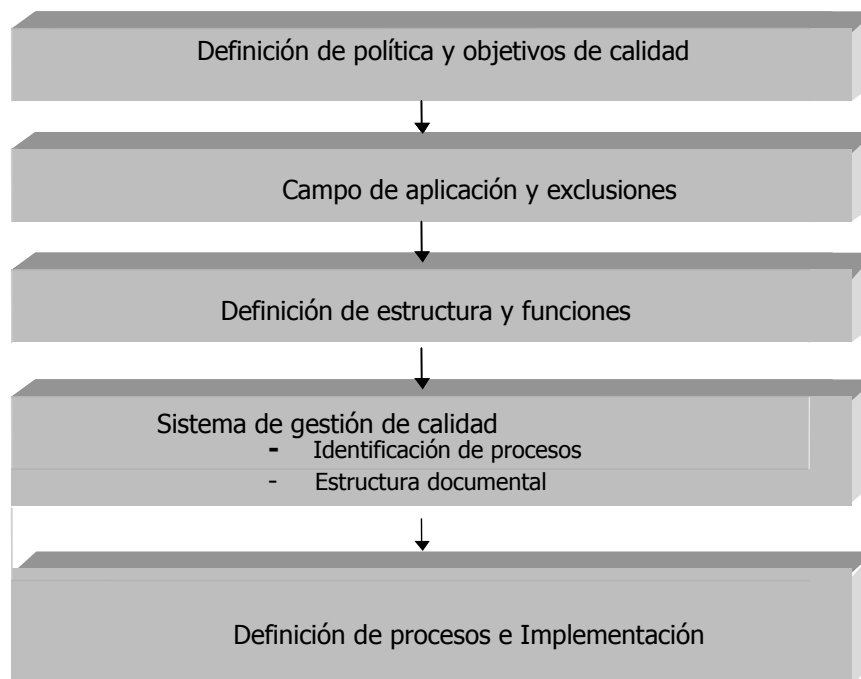 Definición de política y objetivos de calidad
Campo de aplicación y exclusiones
Definición de estructura y funciones
Sistema de gestión de calidad
- Identificación de procesos
- Estructura documental
Definición de procesos e Implementación